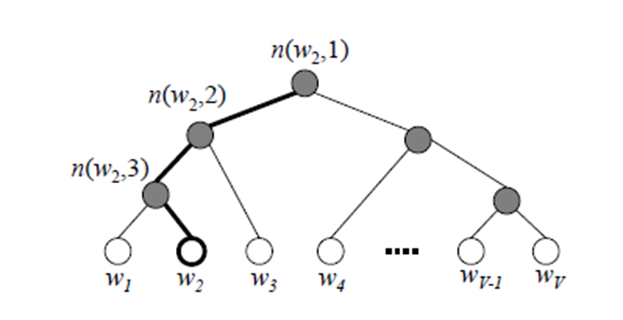 n(w2,1)
n(w2,2)
n(w2,3)
w1 w2 w3 w4 .... wV-1 wV